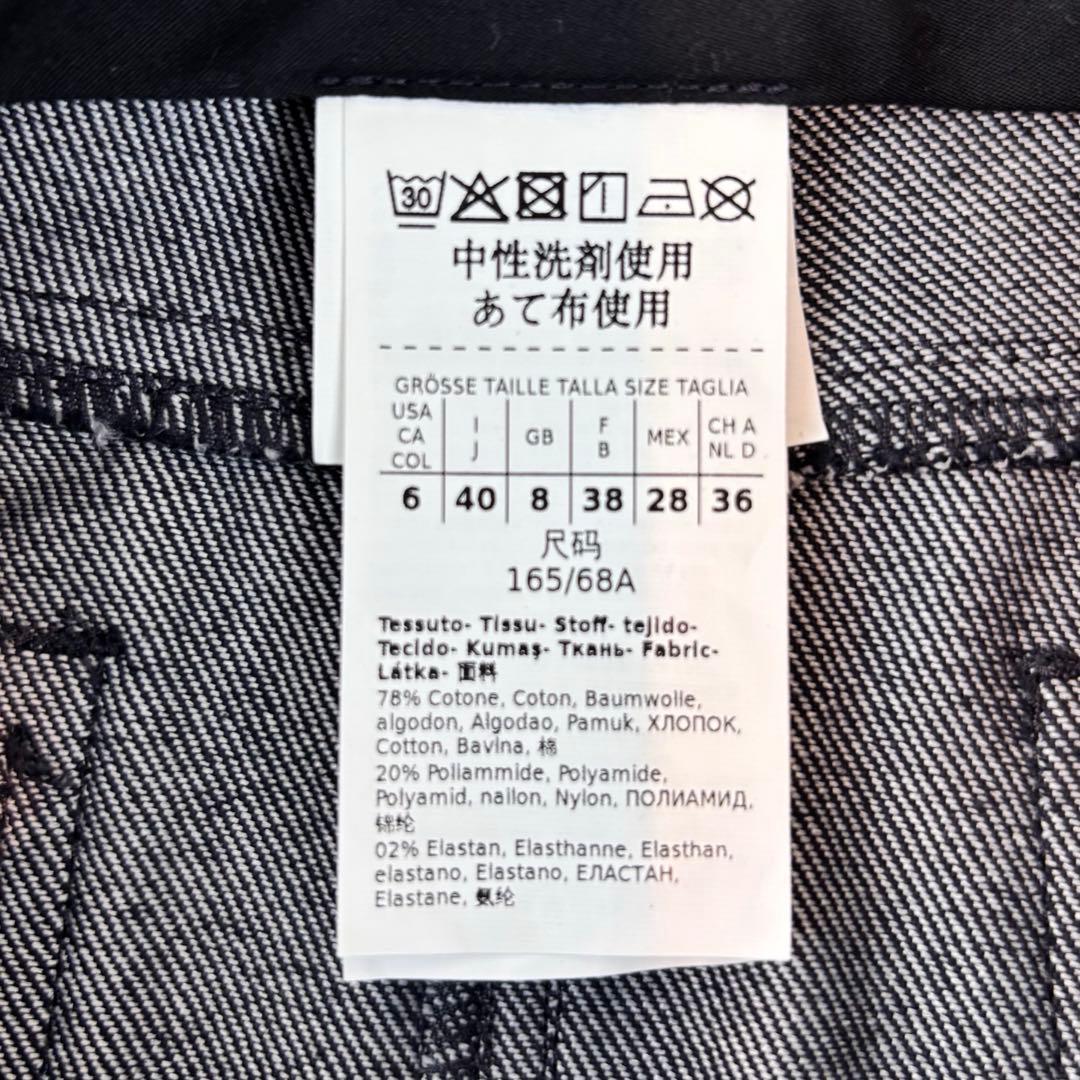 30
中性洗剤使用
あて布使用
GRÖSSE TAILLE TALLA SIZE TAGLIA
USA CA COL I J GB F B MEX CH A NL D
6 40 8 38 28 36
尺码
165/68A
Tessuto- Tissu- Stoff- tejido-
Tecido- Kumaş- Ткань- Fabric-
Látka- 面料
78% Cotone, Coton, Baumwolle,
algodon, Algodao, Pamuk, ХЛОПОК,
Cotton, Bavlna, 棉
20% Poliammide, Polyamide,
Polyamid, nailon, Nylon, ПОЛИАМИД,
锦纶
02% Elastan, Elasthanne, Elasthan,
elastano, Elastano, ЕЛАСТАН,
Elastane, 氨纶